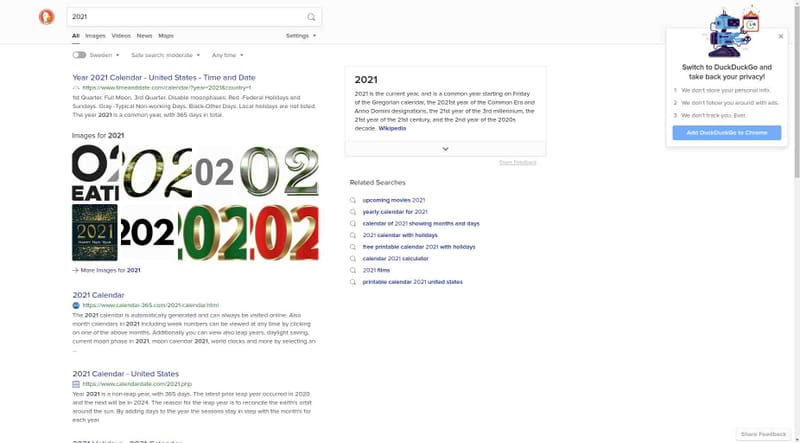 2021
All Images Videos News Maps Settings
Sweden Safe search: moderate Any time
Year 2021 Calendar - United States - Time and Date
https://www.timeanddate.com/calendar/?year=2021&country=1
1st Quarter. Full Moon. 3rd Quarter. Disable moonphases. Red -Federal Holidays and
Sundays. Gray -Typical Non-working Days. Black-Other Days. Local holidays are not listed.
The year 2021 is a common year, with 365 days in total.
Images for 2021
02
EATI
202
02
02
2021
202
202
202
More Images for 2021
2021 Calendar
https://www.calendar-365.com/2021-calendar.html
The 2021 calendar is automatically generated and can always be visited online. Also
month calendars in 2021 including week numbers can be viewed at any time by clicking
on one of the above months. Additionally you can view also leap years, daylight saving,
current moon phase in 2021, moon calendar 2021, world clocks and more by selecting an
...
2021 Calendar - United States
https://www.calendardate.com/2021.php
Year 2021 is a non-leap year, with 365 days. The latest prior leap year occurred in 2020
and the next will be in 2024. The reason for the leap year is to reconcile the earth's orbit
around the sun. By adding days to the year the seasons stay in step with the month's for
each year.
2021 Holidays - 2021 Calendar
2021
2021 is the current year, and is a common year starting on Friday
of the Gregorian calendar, the 2021st year of the Common Era and
Anno Domini designations, the 21st year of the 3rd millennium, the
21st year of the 21st century, and the 2nd year of the 2020s
decade. Wikipedia
Share Feedback
Related Searches
upcoming movies 2021
yearly calendar for 2021
calendar of 2021 showing months and days
2021 calendar with holidays
free printable calendar 2021 with holidays
calendar 2021 calculator
2021 films
printable calendar 2021 united states
Switch to DuckDuckGo and
take back your privacy!
1 We don't store your personal info.
2 We don't follow you around with ads.
3 We don't track you. Ever.
Add DuckDuckGo to Chrome
Share Feedback